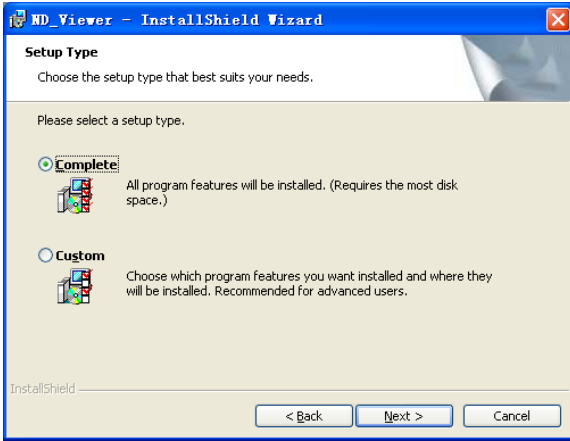 ND_Viewer - InstallShield Wizard
Setup Type
Choose the setup type that best suits your needs.
Please select a setup type.
Complete
All program features will be installed. (Requires the most disk
space.)
Custom
Choose which program features you want installed and where they
will be installed. Recommended for advanced users.
InstallShield
< Back Next > Cancel